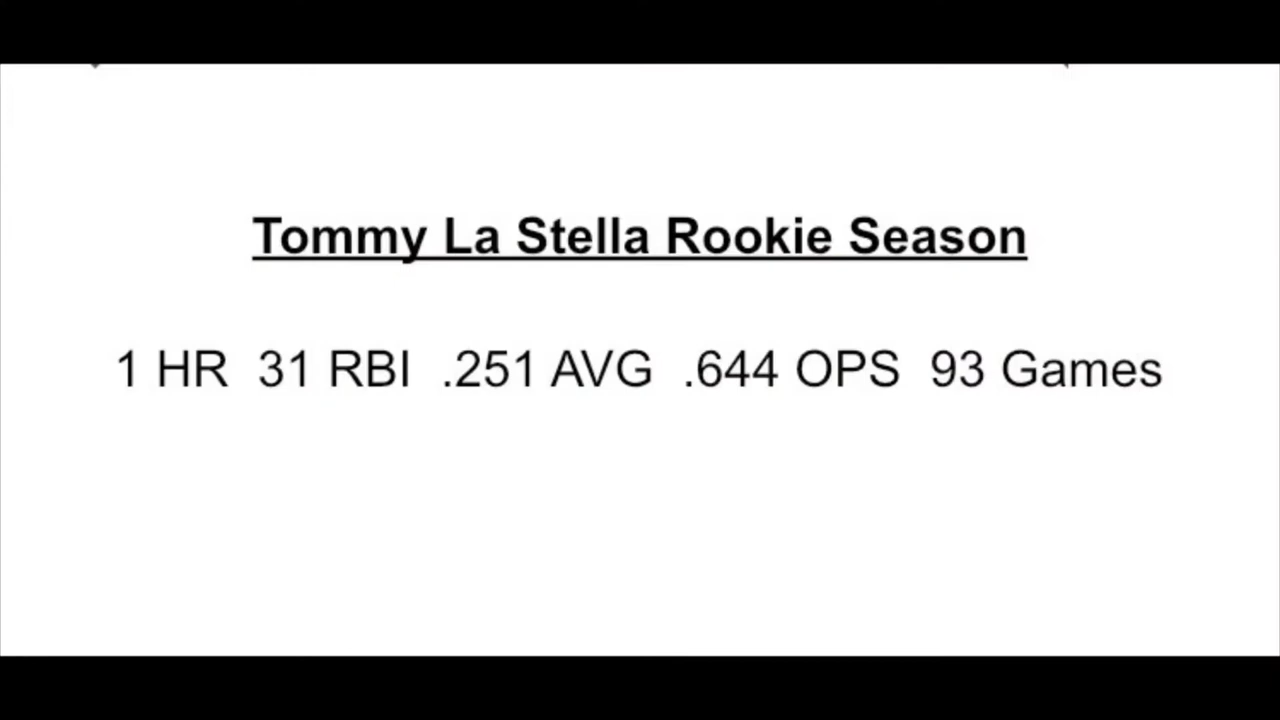 Tommy La Stella Rookie Season
1 HR 31 RBI .251 AVG .644 OPS 93 Games